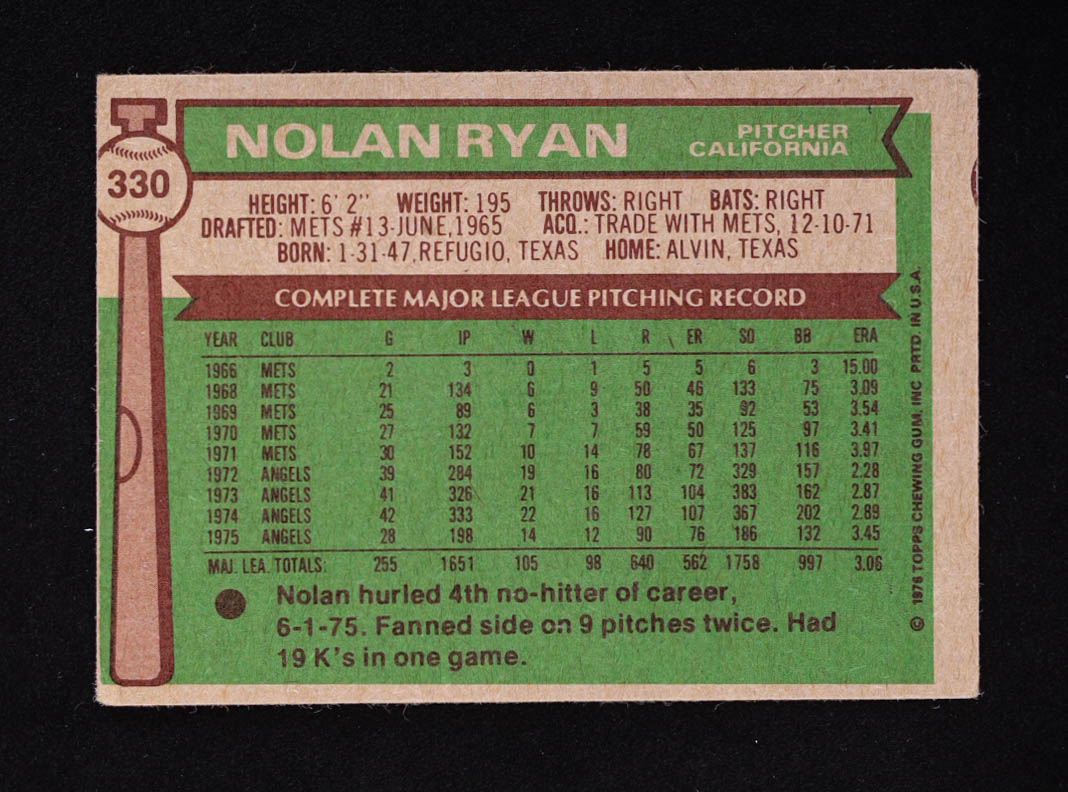 330
NOLAN RYAN
PITCHER
CALIFORNIA
HEIGHT: 6' 2" WEIGHT: 195 THROWS: RIGHT BATS: RIGHT
DRAFTED: METS #13-JUNE, 1965 ACQ.: TRADE WITH METS, 12-10-71
BORN: 1-31-47, REFUGIO, TEXAS HOME: ALVIN, TEXAS
COMPLETE MAJOR LEAGUE PITCHING RECORD
YEAR CLUB G IP W L R ER SO BB ERA
1966 METS 2 3 0 1 5 5 6 3 15.00
1968 METS 21 134 6 9 50 46 133 75 3.09
1969 METS 25 89 6 3 38 35 92 53 3.54
1970 METS 27 132 7 7 59 50 125 97 3.41
1971 METS 30 152 10 14 78 67 137 116 3.97
1972 ANGELS 39 284 19 16 80 72 329 157 2.28
1973 ANGELS 41 326 21 16 113 104 383 162 2.87
1974 ANGELS 42 333 22 16 127 107 367 202 2.89
1975 ANGELS 28 198 14 12 90 76 186 132 3.45
MAJ. LEA. TOTALS: 255 1651 105 98 640 562 1758 997 3.06
Nolan hurled 4th no-hitter of career,
6-1-75. Fanned side on 9 pitches twice. Had
19 K's in one game.
© 1976 TOPPS CHEWING GUM, INC PRTD. IN U.S.A.